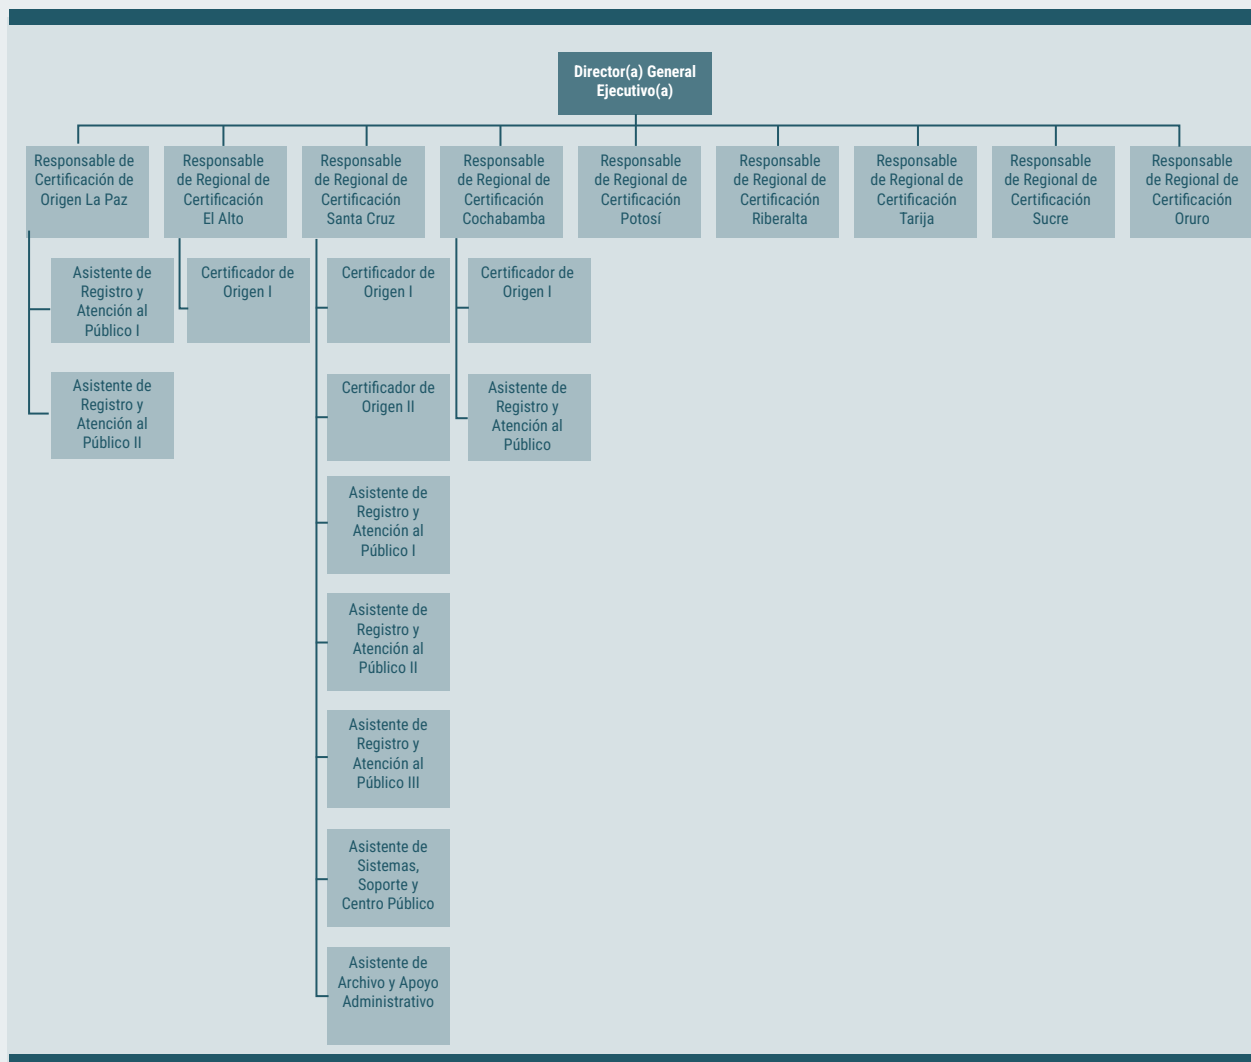 Director(a) General
Ejecutivo(a)
Responsable de
Certificación de
Origen La Paz
Responsable
de Regional de
Certificación
El Alto
Responsable
de Regional de
Certificación
Santa Cruz
Responsable
de Regional de
Certificación
Cochabamba
Responsable
de Regional de
Certificación
Potosí
Responsable
de Regional de
Certificación
Riberalta
Responsable
de Regional de
Certificación
Tarija
Responsable
de Regional de
Certificación
Sucre
Responsable
de Regional de
Certificación
Oruro
Asistente de
Registro y
Atención al
Público I
Asistente de
Registro y
Atención al
Público II
Certificador de
Origen I
Certificador de
Origen I
Certificador de
Origen II
Asistente de
Registro y
Atención al
Público I
Asistente de
Registro y
Atención al
Público II
Asistente de
Registro y
Atención al
Público III
Asistente de
Sistemas,
Soporte y
Centro Público
Asistente de
Archivo y Apoyo
Administrativo
Certificador de
Origen I
Asistente de
Registro y
Atención al
Público